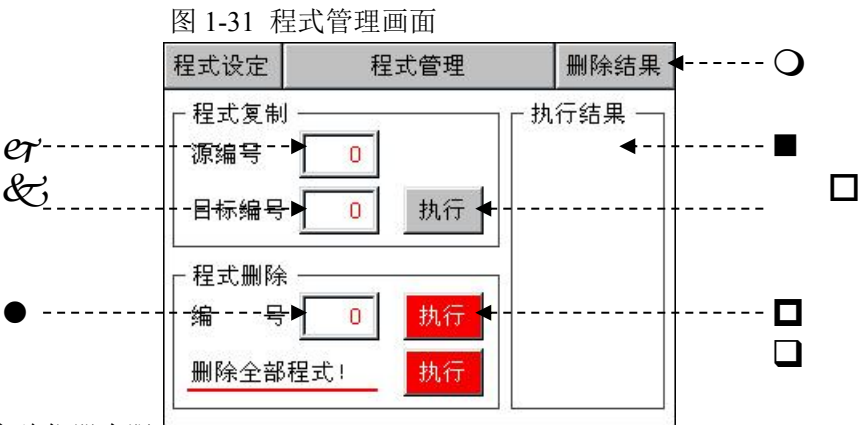 图 1-31 程式管理画面
程式设定 程式管理 删除结果 ❍
程式复制 执行结果
源编号 0 ■
& 目标编号 0 执行 □
程式删除
● 编 号 0 执行 ◘
❑
删除全部程式! 执行